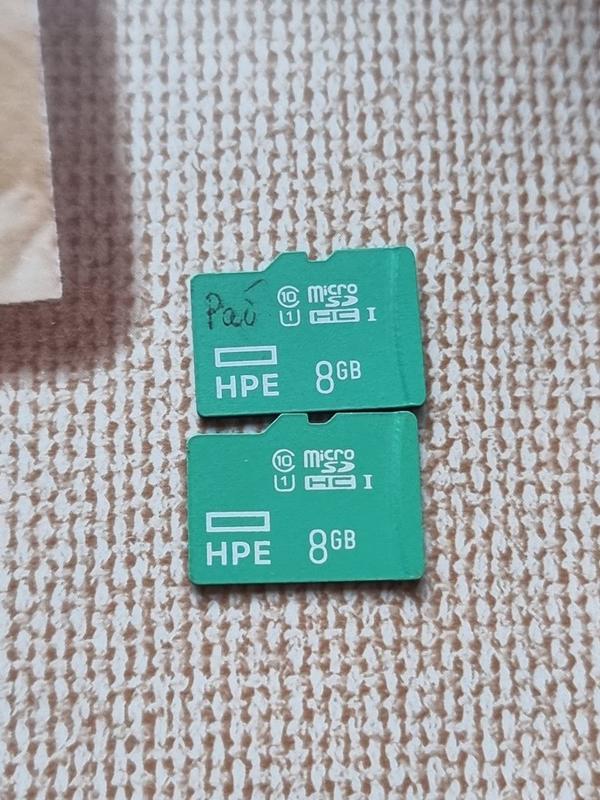 Paú
10 micro SD
1 HC I
HPE 8GB
10 micro SD
1 HC I
HPE 8GB